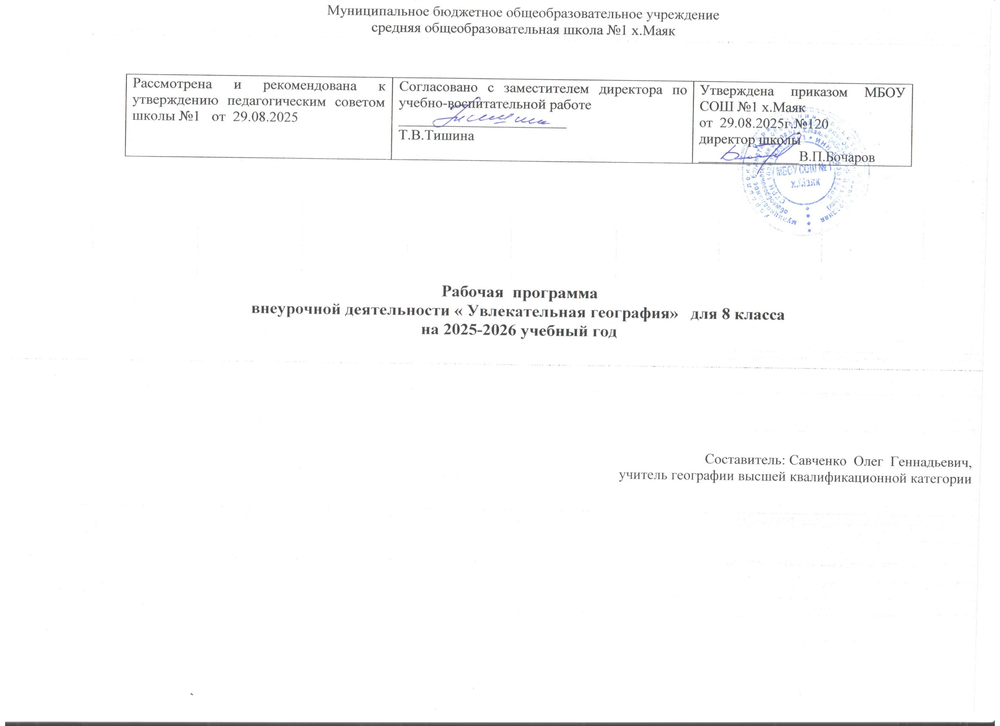 Муниципальное бюджетное общеобразовательное учреждение
средняя общеобразовательная школа №1 х.Маяк
Рассмотрена и рекомендована к
утверждению педагогическим советом
школы №1 от 29.08.2025
Согласовано с заместителем директора по
учебно-воспитательной работе
Т.В.Тишина
Утверждена приказом МБОУ
СОШ №1 х.Маяк
от 29.08.2025г.№120
директор школы
В.П.Бочаров
МБОУ СОШ № 1
х.Маяк
Рабочая программа
внеурочной деятельности « Увлекательная география» для 8 класса
на 2025-2026 учебный год
Составитель: Савченко Олег Геннадьевич,
учитель географии высшей квалификационной категории